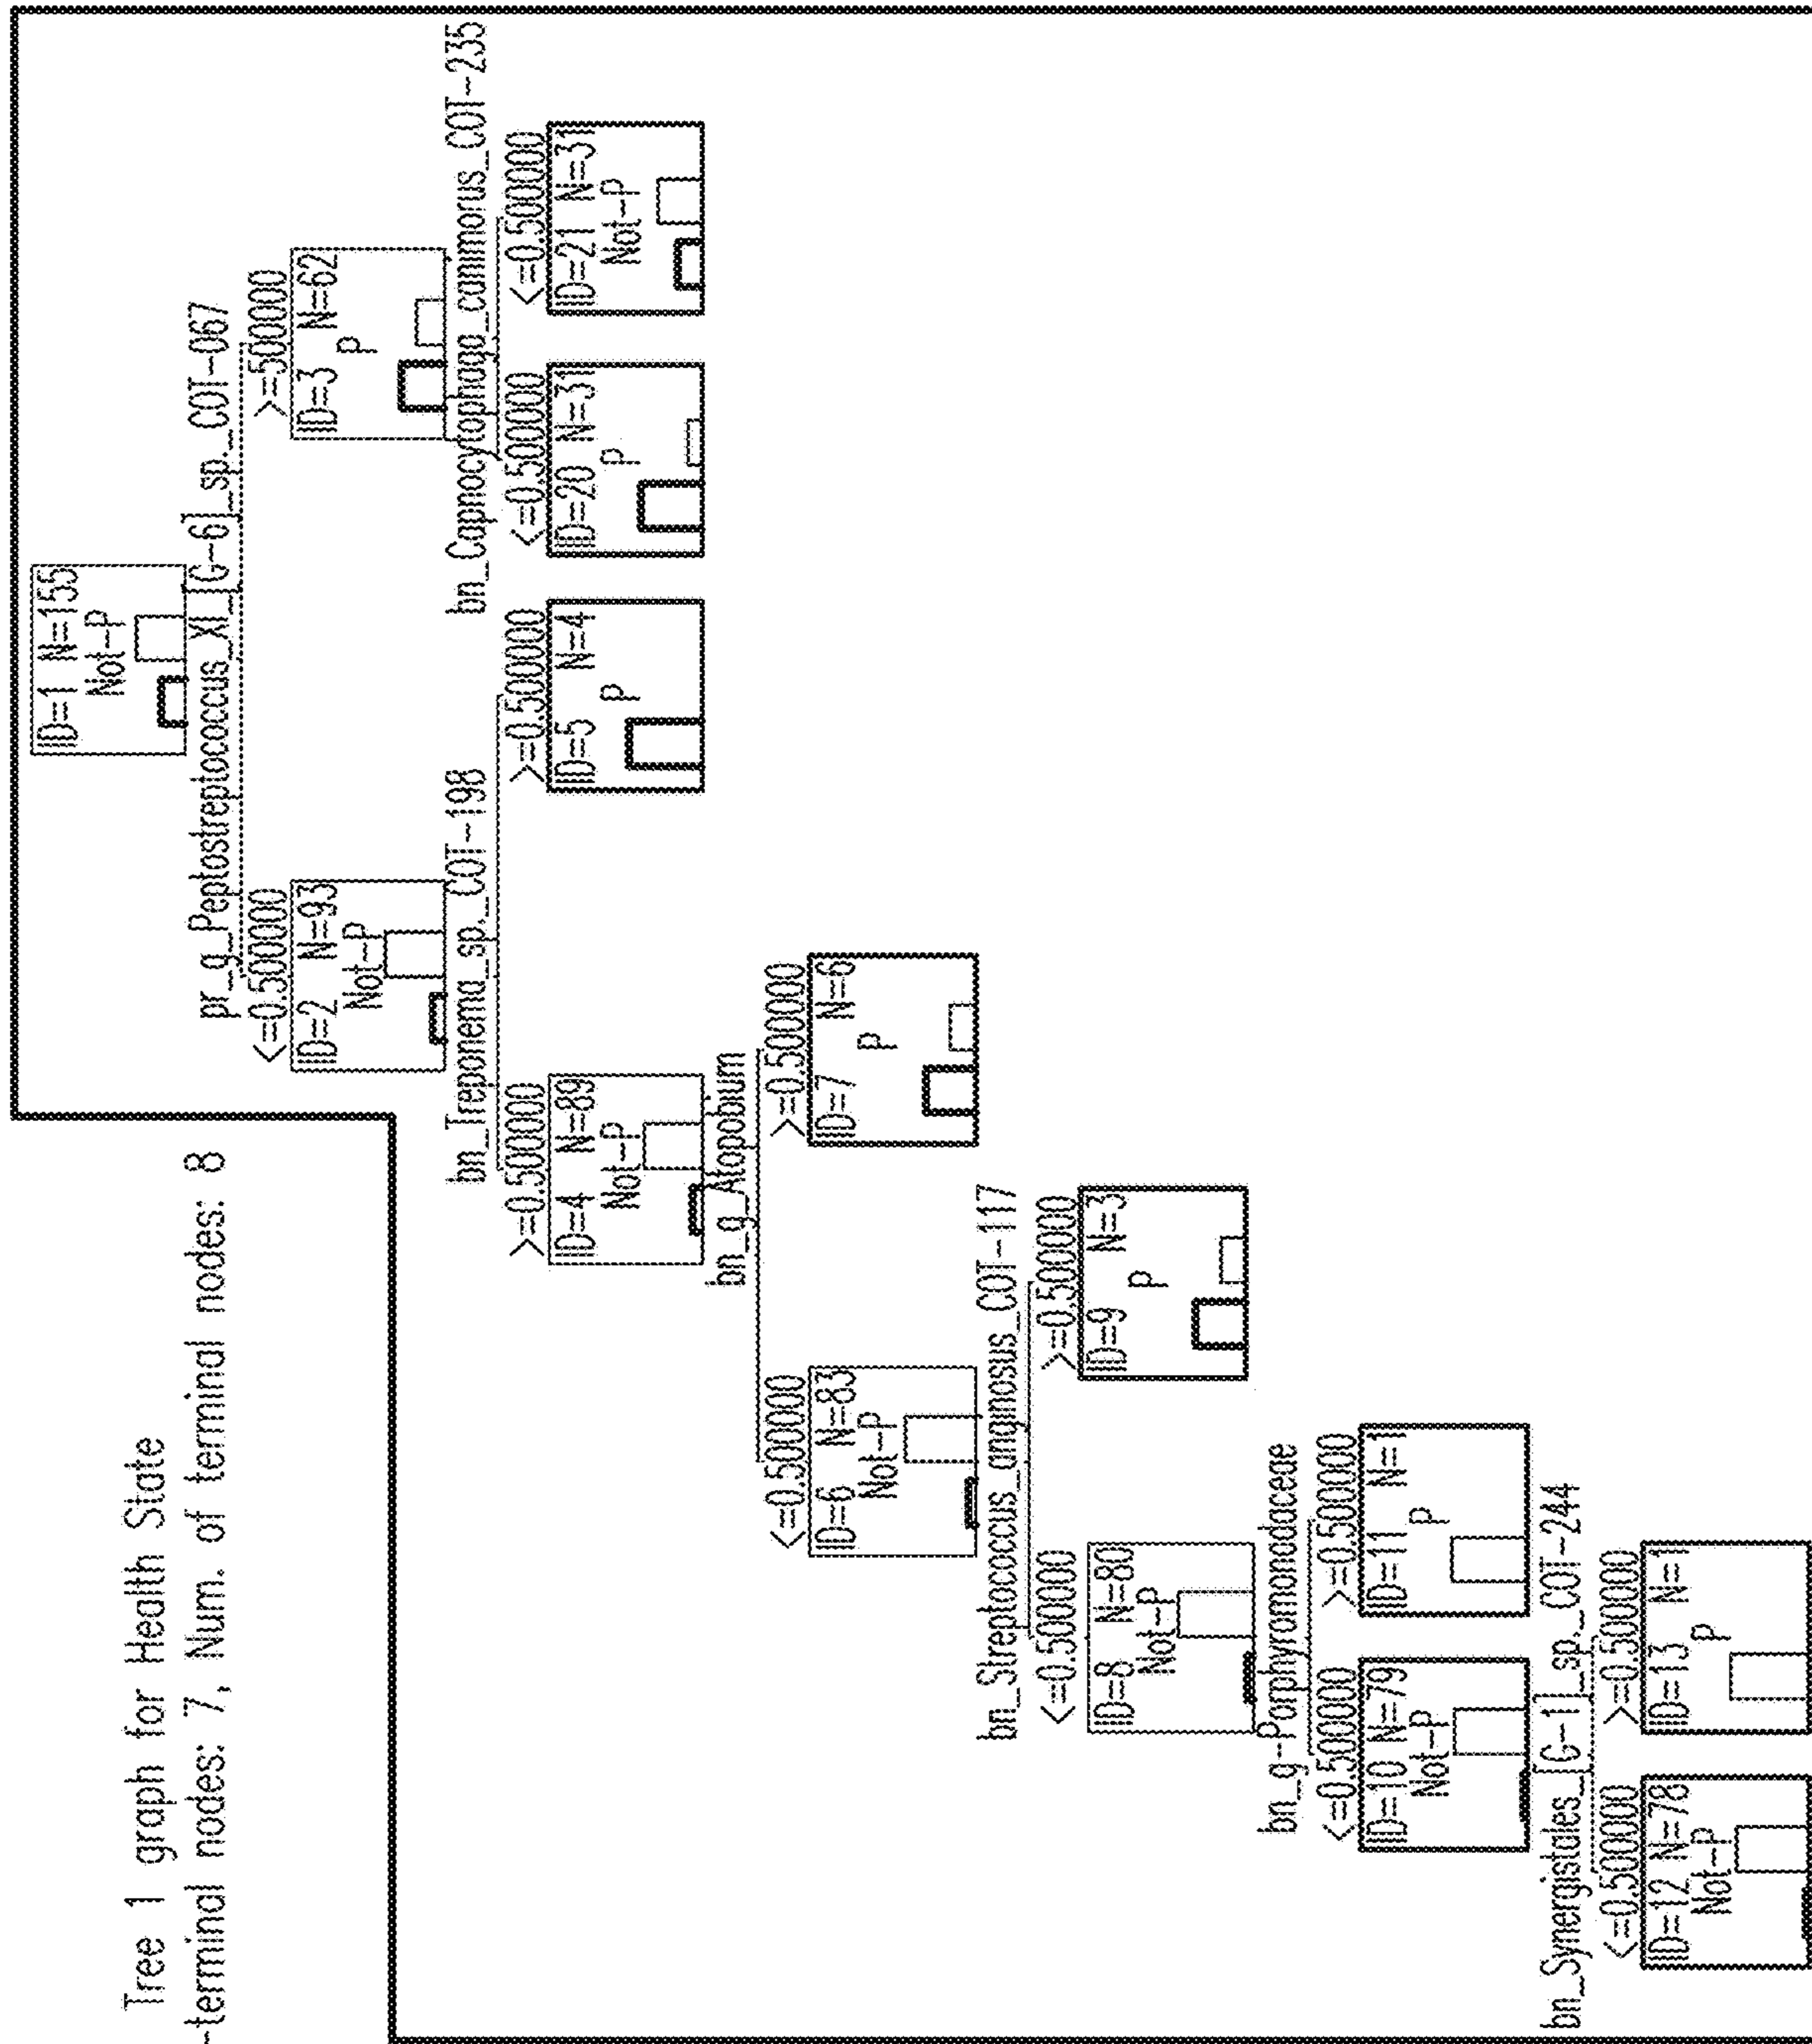 Tree 1 graph for Health State
-terminal nodes: 7, Num. of terminal nodes: 8
ID=1 N=155
Not-P
pr_g_Peptostreptococcus_XI_[G-6]_sp._COT-067
<=0.500000
>=500000
ID=2 N=93
Not-P
ID=3 N=62
P
bn_Treponema_sp._COT-198
bn_Capnocytophaga_canimorus_COT-235
>=0.500000
>=0.500000
<=0.500000
<=0.500000
ID=4 N=89
Not-P
ID=5 N=4
P
ID=20 N=31
P
ID=21 N=31
Not-P
bn_g_Atopobium
<=0.500000
>=0.500000
ID=6 N=83
Not-P
ID=7 N=6
P
bn_Streptococcus_anginosus_COT-117
<=0.500000
>=0.500000
ID=8 N=80
Not-P
ID=9 N=3
P
bn_g-Porphyromonadaceae
<=0.500000
>=0.500000
ID=10 N=79
Not-P
ID=11 N=1
P
bn_Synergistales_[G-1]_sp._COT-244
<=0.500000
>=0.500000
ID=12 N=78
Not-P
ID=13 N=1
P